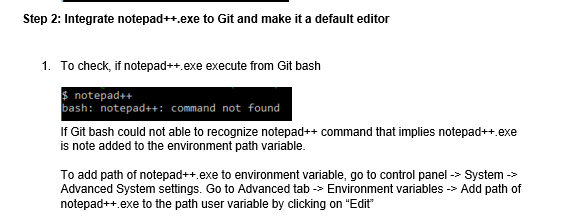 Step 2: Integrate notepad++.exe to Git and make it a default editor
1. To check, if notepad++.exe execute from Git bash
$ notepad++
bash: notepad++: command not found
If Git bash could not able to recognize notepad++ command that implies notepad++.exe
is note added to the environment path variable.
To add path of notepad++.exe to environment variable, go to control panel -> System ->
Advanced System settings. Go to Advanced tab -> Environment variables -> Add path of
notepad++.exe to the path user variable by clicking on “Edit”